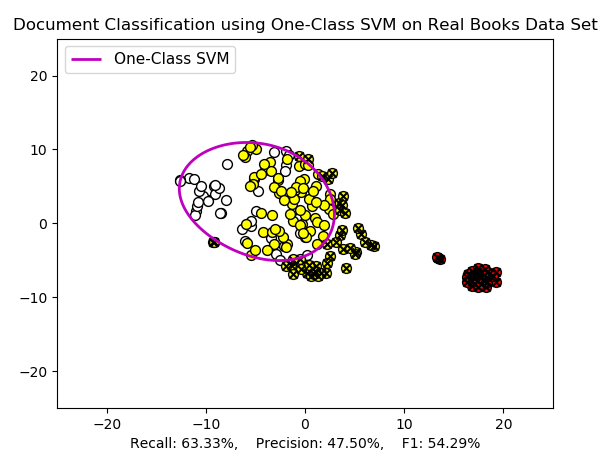 Document Classification using One-Class SVM on Real Books Data Set
One-Class SVM
20
10
0
−10
−20
−20 −10 0 10 20
Recall: 63.33%, Precision: 47.50%, F1: 54.29%